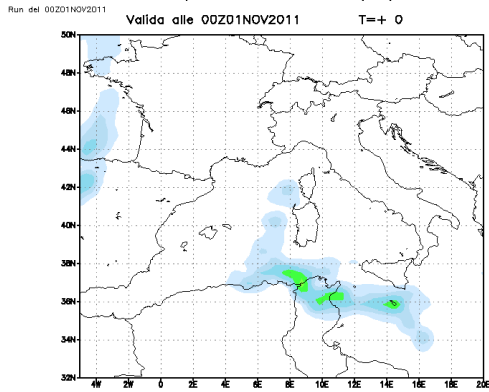 Run del 00Z01NOV2011
Valida alle 00Z01NOV2011 T=+ 0
50N
48N
46N
44N
42N
40N
38N
36N
34N
32N
4W 2W 0 2E 4E 6E 8E 10E 12E 14E 16E 18E 20E